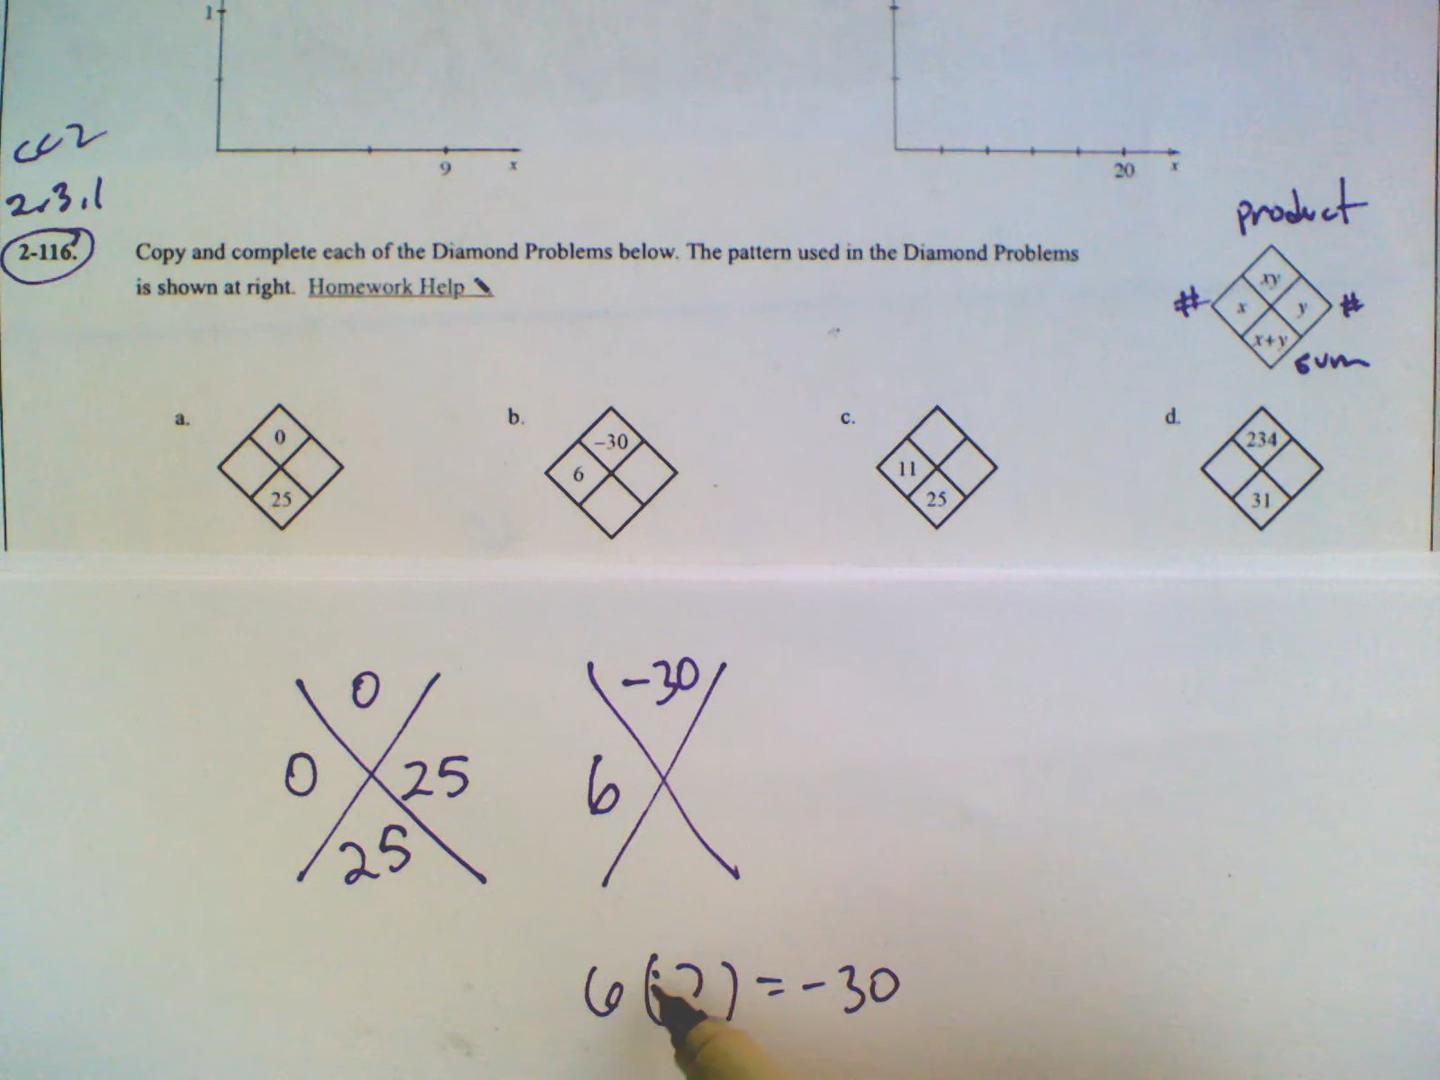 1
9 x
20 x
cc2
2.3.1
product
2-116. Copy and complete each of the Diamond Problems below. The pattern used in the Diamond Problems
is shown at right. Homework Help
xy
# x y #
x+y
sum
a. b. c. d.
0 -30 234
6 11
25 25 31
0 -30
0 25 6
25
6 ( ? ) = -30